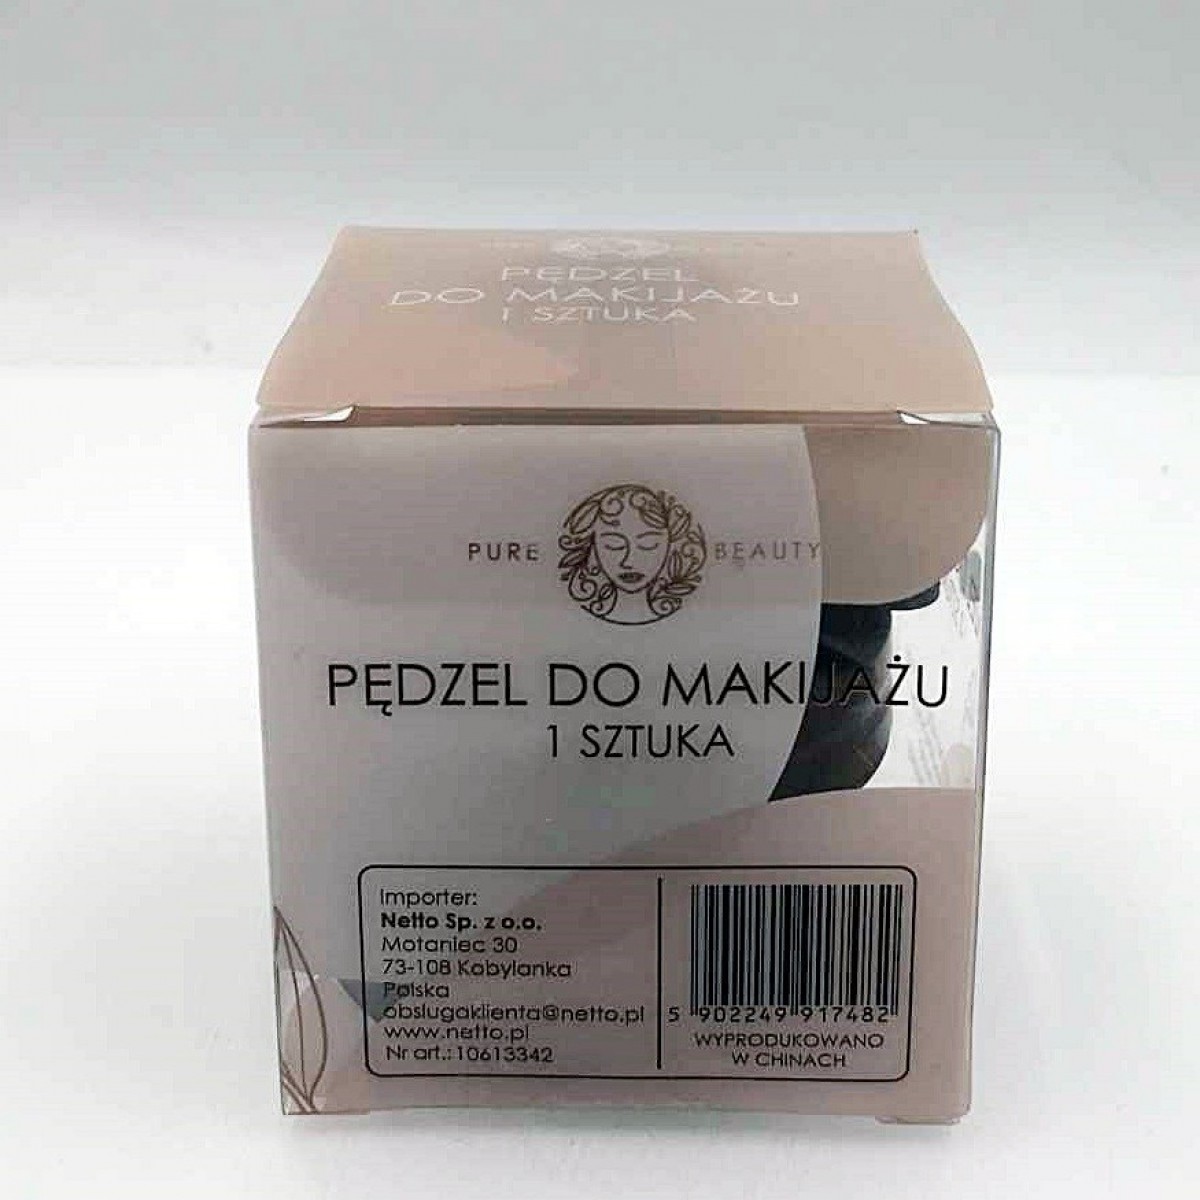 PĘDZEL
DO MAKIJAŻU
1 SZTUKA
PURE BEAUTY
PĘDZEL DO MAKIJAŻU
1 SZTUKA
Importer:
Netto Sp. z o.o.
Motaniec 30
73-108 Kobylanka
Polska
obslugaklienta@netto.pl
www.netto.pl
Nr art.:10613342
5 902249 917482
WYPRODUKOWANO
W CHINACH